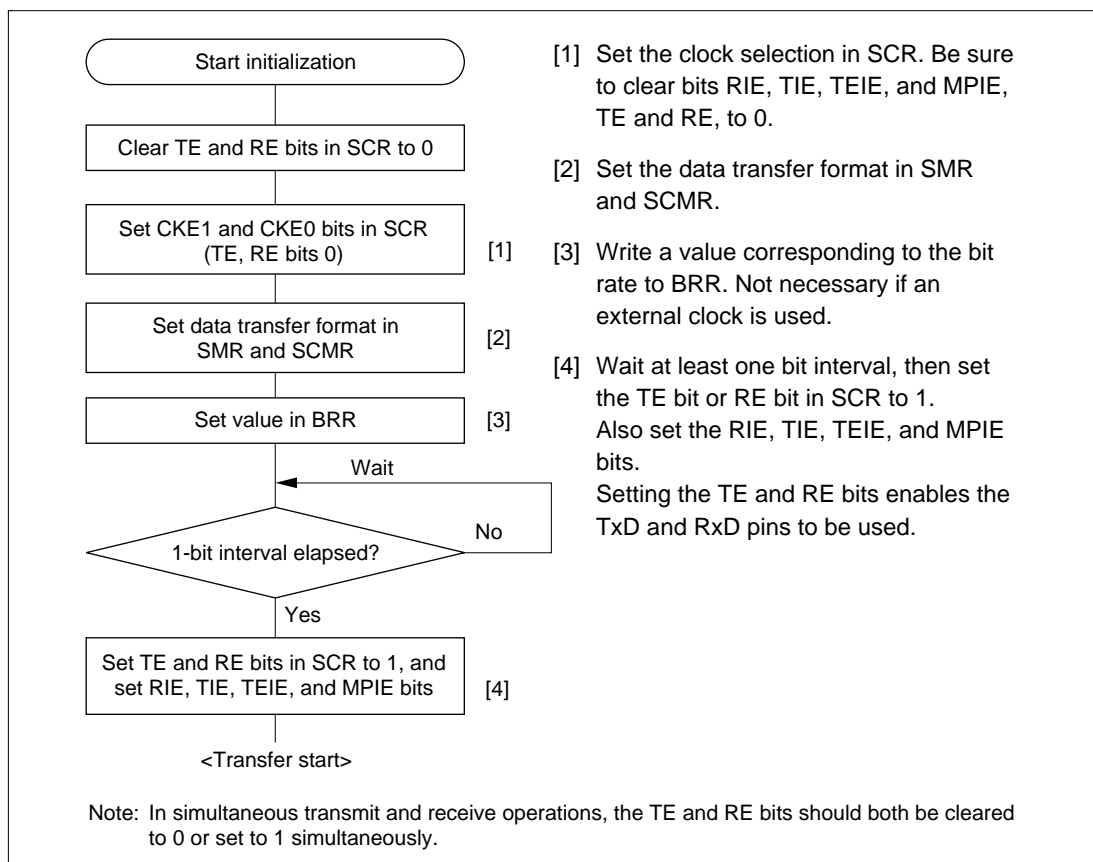 Start initialization
Clear TE and RE bits in SCR to 0
Set CKE1 and CKE0 bits in SCR
(TE, RE bits 0)
[1]
Set data transfer format in
SMR and SCMR
[2]
Set value in BRR
[3]
Wait
1-bit interval elapsed?
No
Yes
Set TE and RE bits in SCR to 1, and
set RIE, TIE, TEIE, and MPIE bits
[4]
<Transfer start>
[1] Set the clock selection in SCR. Be sure
to clear bits RIE, TIE, TEIE, and MPIE,
TE and RE, to 0.
[2] Set the data transfer format in SMR
and SCMR.
[3] Write a value corresponding to the bit
rate to BRR. Not necessary if an
external clock is used.
[4] Wait at least one bit interval, then set
the TE bit or RE bit in SCR to 1.
Also set the RIE, TIE, TEIE, and MPIE
bits.
Setting the TE and RE bits enables the
TxD and RxD pins to be used.
Note: In simultaneous transmit and receive operations, the TE and RE bits should both be cleared
to 0 or set to 1 simultaneously.